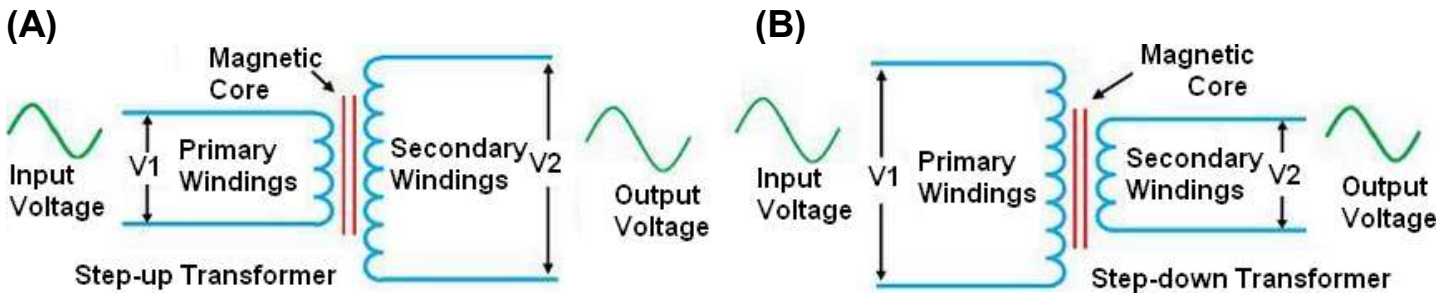 (A)
Magnetic
Core
Input
Voltage
V1
Primary
Windings
Secondary
Windings
V2
Output
Voltage
Step-up Transformer
(B)
Magnetic
Core
Input
Voltage
V1
Primary
Windings
Secondary
Windings
V2
Output
Voltage
Step-down Transformer